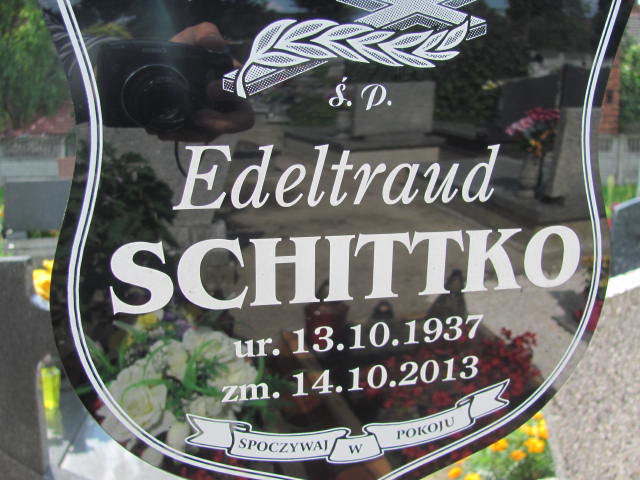 ś. p.
Edeltraud
SCHITTKO
ur. 13.10.1937
zm. 14.10.2013
SPOCZYWAJ W POKOJU